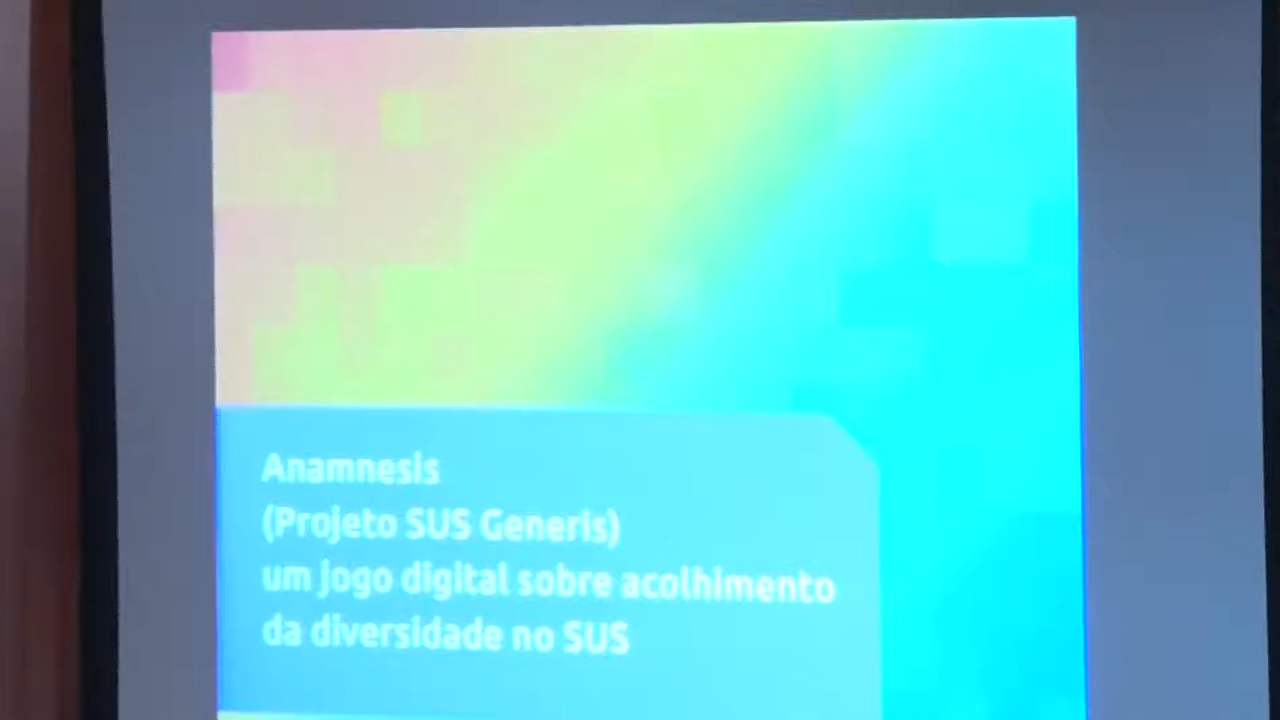 Anamnesis
(Projeto SUS Generis)
um jogo digital sobre acolhimento
da diversidade no SUS